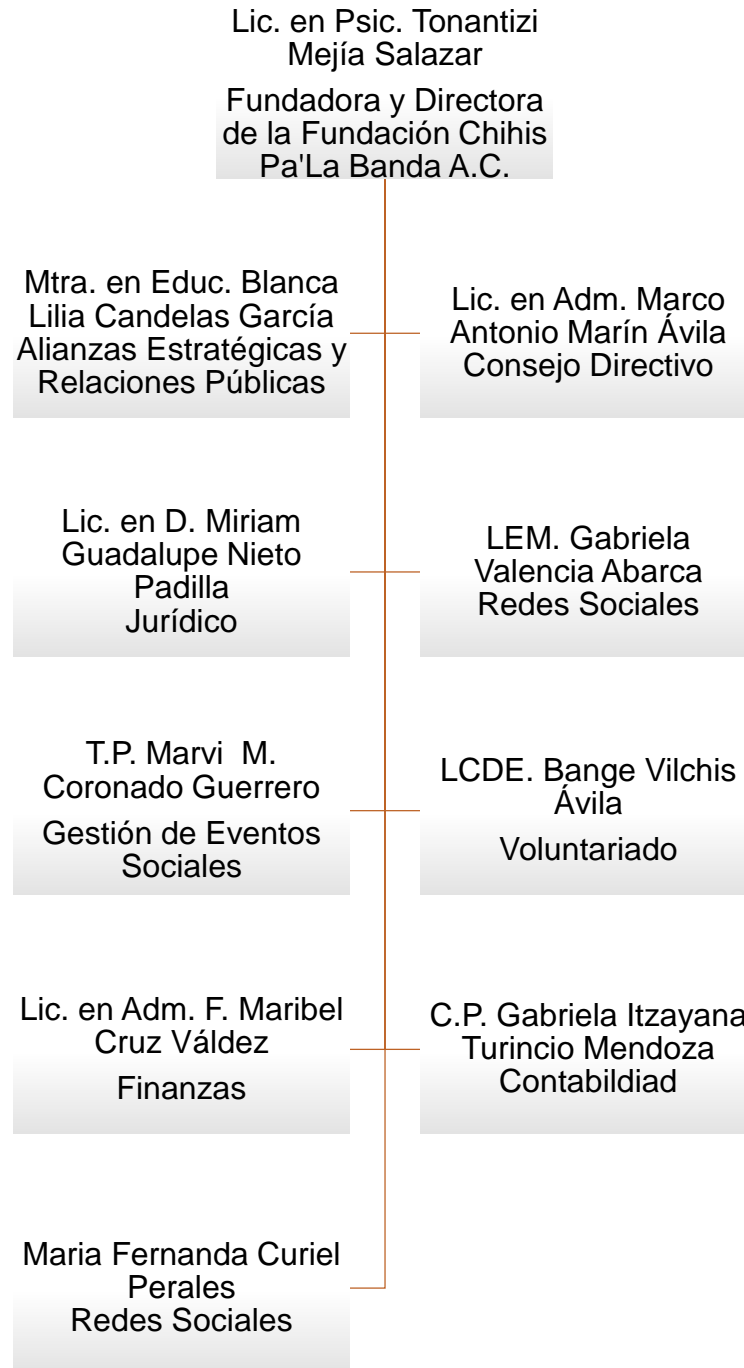 Lic. en Psic. Tonantizi
Mejía Salazar
Fundadora y Directora
de la Fundación Chihis
Pa'La Banda A.C.
Mtra. en Educ. Blanca
Lilia Candelas García
Alianzas Estratégicas y
Relaciones Públicas
Lic. en Adm. Marco
Antonio Marín Ávila
Consejo Directivo
Lic. en D. Miriam
Guadalupe Nieto
Padilla
Jurídico
LEM. Gabriela
Valencia Abarca
Redes Sociales
T.P. Marvi  M.
Coronado Guerrero
Gestión de Eventos
Sociales
LCDE. Bange Vilchis
Ávila
Voluntariado
Lic. en Adm. F. Maribel
Cruz Váldez
Finanzas
C.P. Gabriela Itzayana
Turincio Mendoza
Contabildiad
Maria Fernanda Curiel
Perales
Redes Sociales